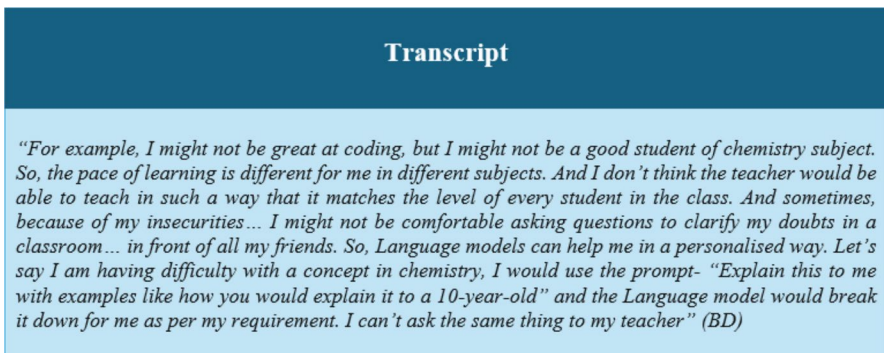 Transcript
“For example, I might not be great at coding, but I might not be a good student of chemistry subject.
So, the pace of learning is different for me in different subjects. And I don’t think the teacher would be
able to teach in such a way that it matches the level of every student in the class. And sometimes,
because of my insecurities… I might not be comfortable asking questions to clarify my doubts in a
classroom… in front of all my friends. So, Language models can help me in a personalised way. Let’s
say I am having difficulty with a concept in chemistry, I would use the prompt- “Explain this to me
with examples like how you would explain it to a 10-year-old” and the Language model would break
it down for me as per my requirement. I can’t ask the same thing to my teacher” (BD)